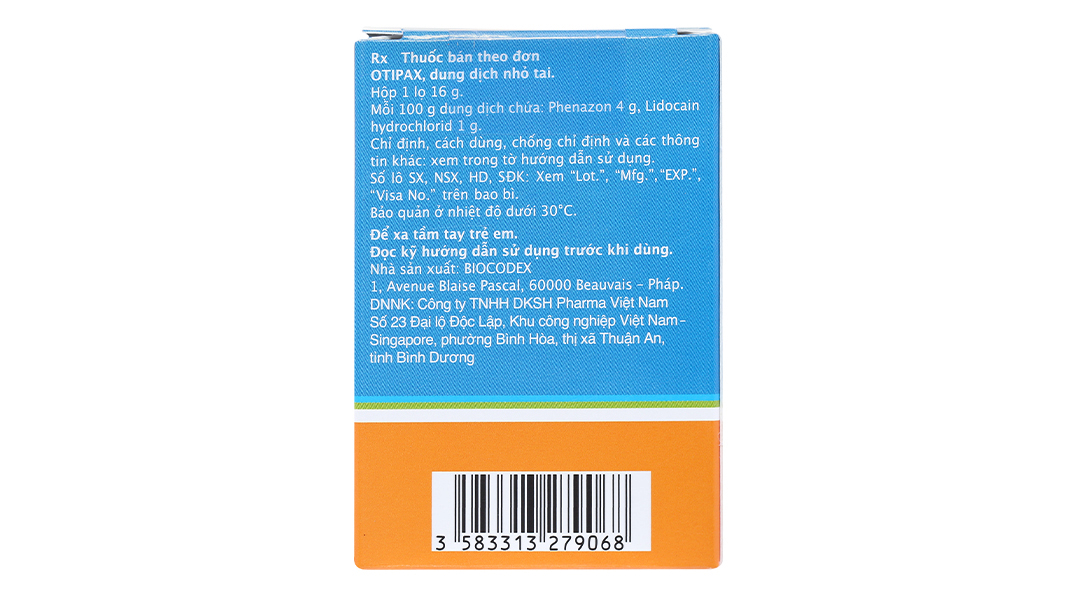 Rx Thuốc bán theo đơn
OTIPAX, dung dịch nhỏ tai.
Hộp 1 lọ 16 g.
Mỗi 100 g dung dịch chứa: Phenazon 4 g, Lidocain
hydrochlorid 1 g.
Chỉ định, cách dùng, chống chỉ định và các thông
tin khác: xem trong tờ hướng dẫn sử dụng.
Số lô SX, NSX, HD, SĐK: Xem “Lot.”, “Mfg.”,“EXP.”,
“Visa No.” trên bao bì.
Bảo quản ở nhiệt độ dưới 30°C.
Để xa tầm tay trẻ em.
Đọc kỹ hướng dẫn sử dụng trước khi dùng.
Nhà sản xuất: BIOCODEX
1, Avenue Blaise Pascal, 60000 Beauvais – Pháp.
DNNK: Công ty TNHH DKSH Pharma Việt Nam
Số 23 Đại lộ Độc Lập, Khu công nghiệp Việt Nam–
Singapore, phường Bình Hòa, thị xã Thuận An,
tỉnh Bình Dương
3 583313 279068